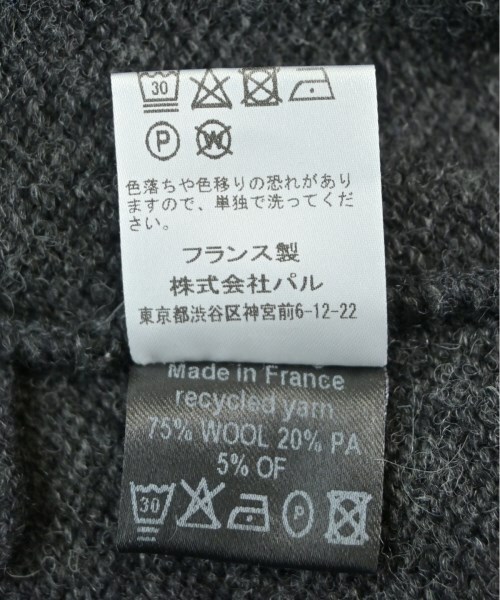 30
P W
色落ちや色移りの恐れがあり
ますので、単独で洗ってくだ
さい。
フランス製
株式会社パル
東京都渋谷区神宮前6-12-22
Made in France
recycled yarn
75% WOOL 20% PA
5% OF
30 P